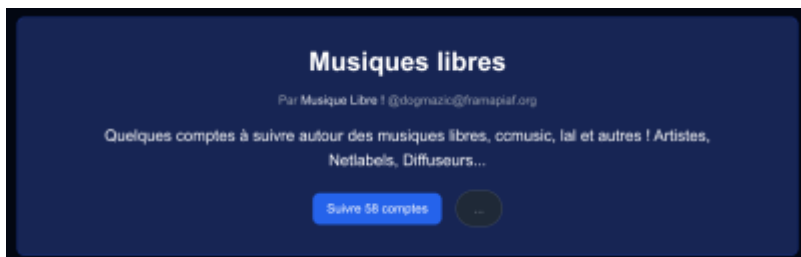 Musiques libres
Par Musique Libre ! @dogmazic@framapiaf.org
Quelques comptes à suivre autour des musiques libres, ccmusic, lal et autres ! Artistes,
Netlabels, Diffuseurs...
Suivre 58 comptes
...